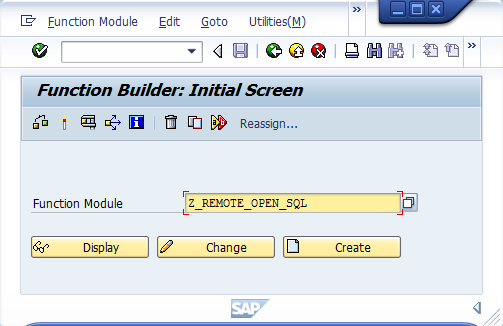 Function Module Edit Goto Utilities(M) »
»
Function Builder: Initial Screen
Reassign...
Function Module Z_REMOTE_OPEN_SQL
Display Change Create
SAP